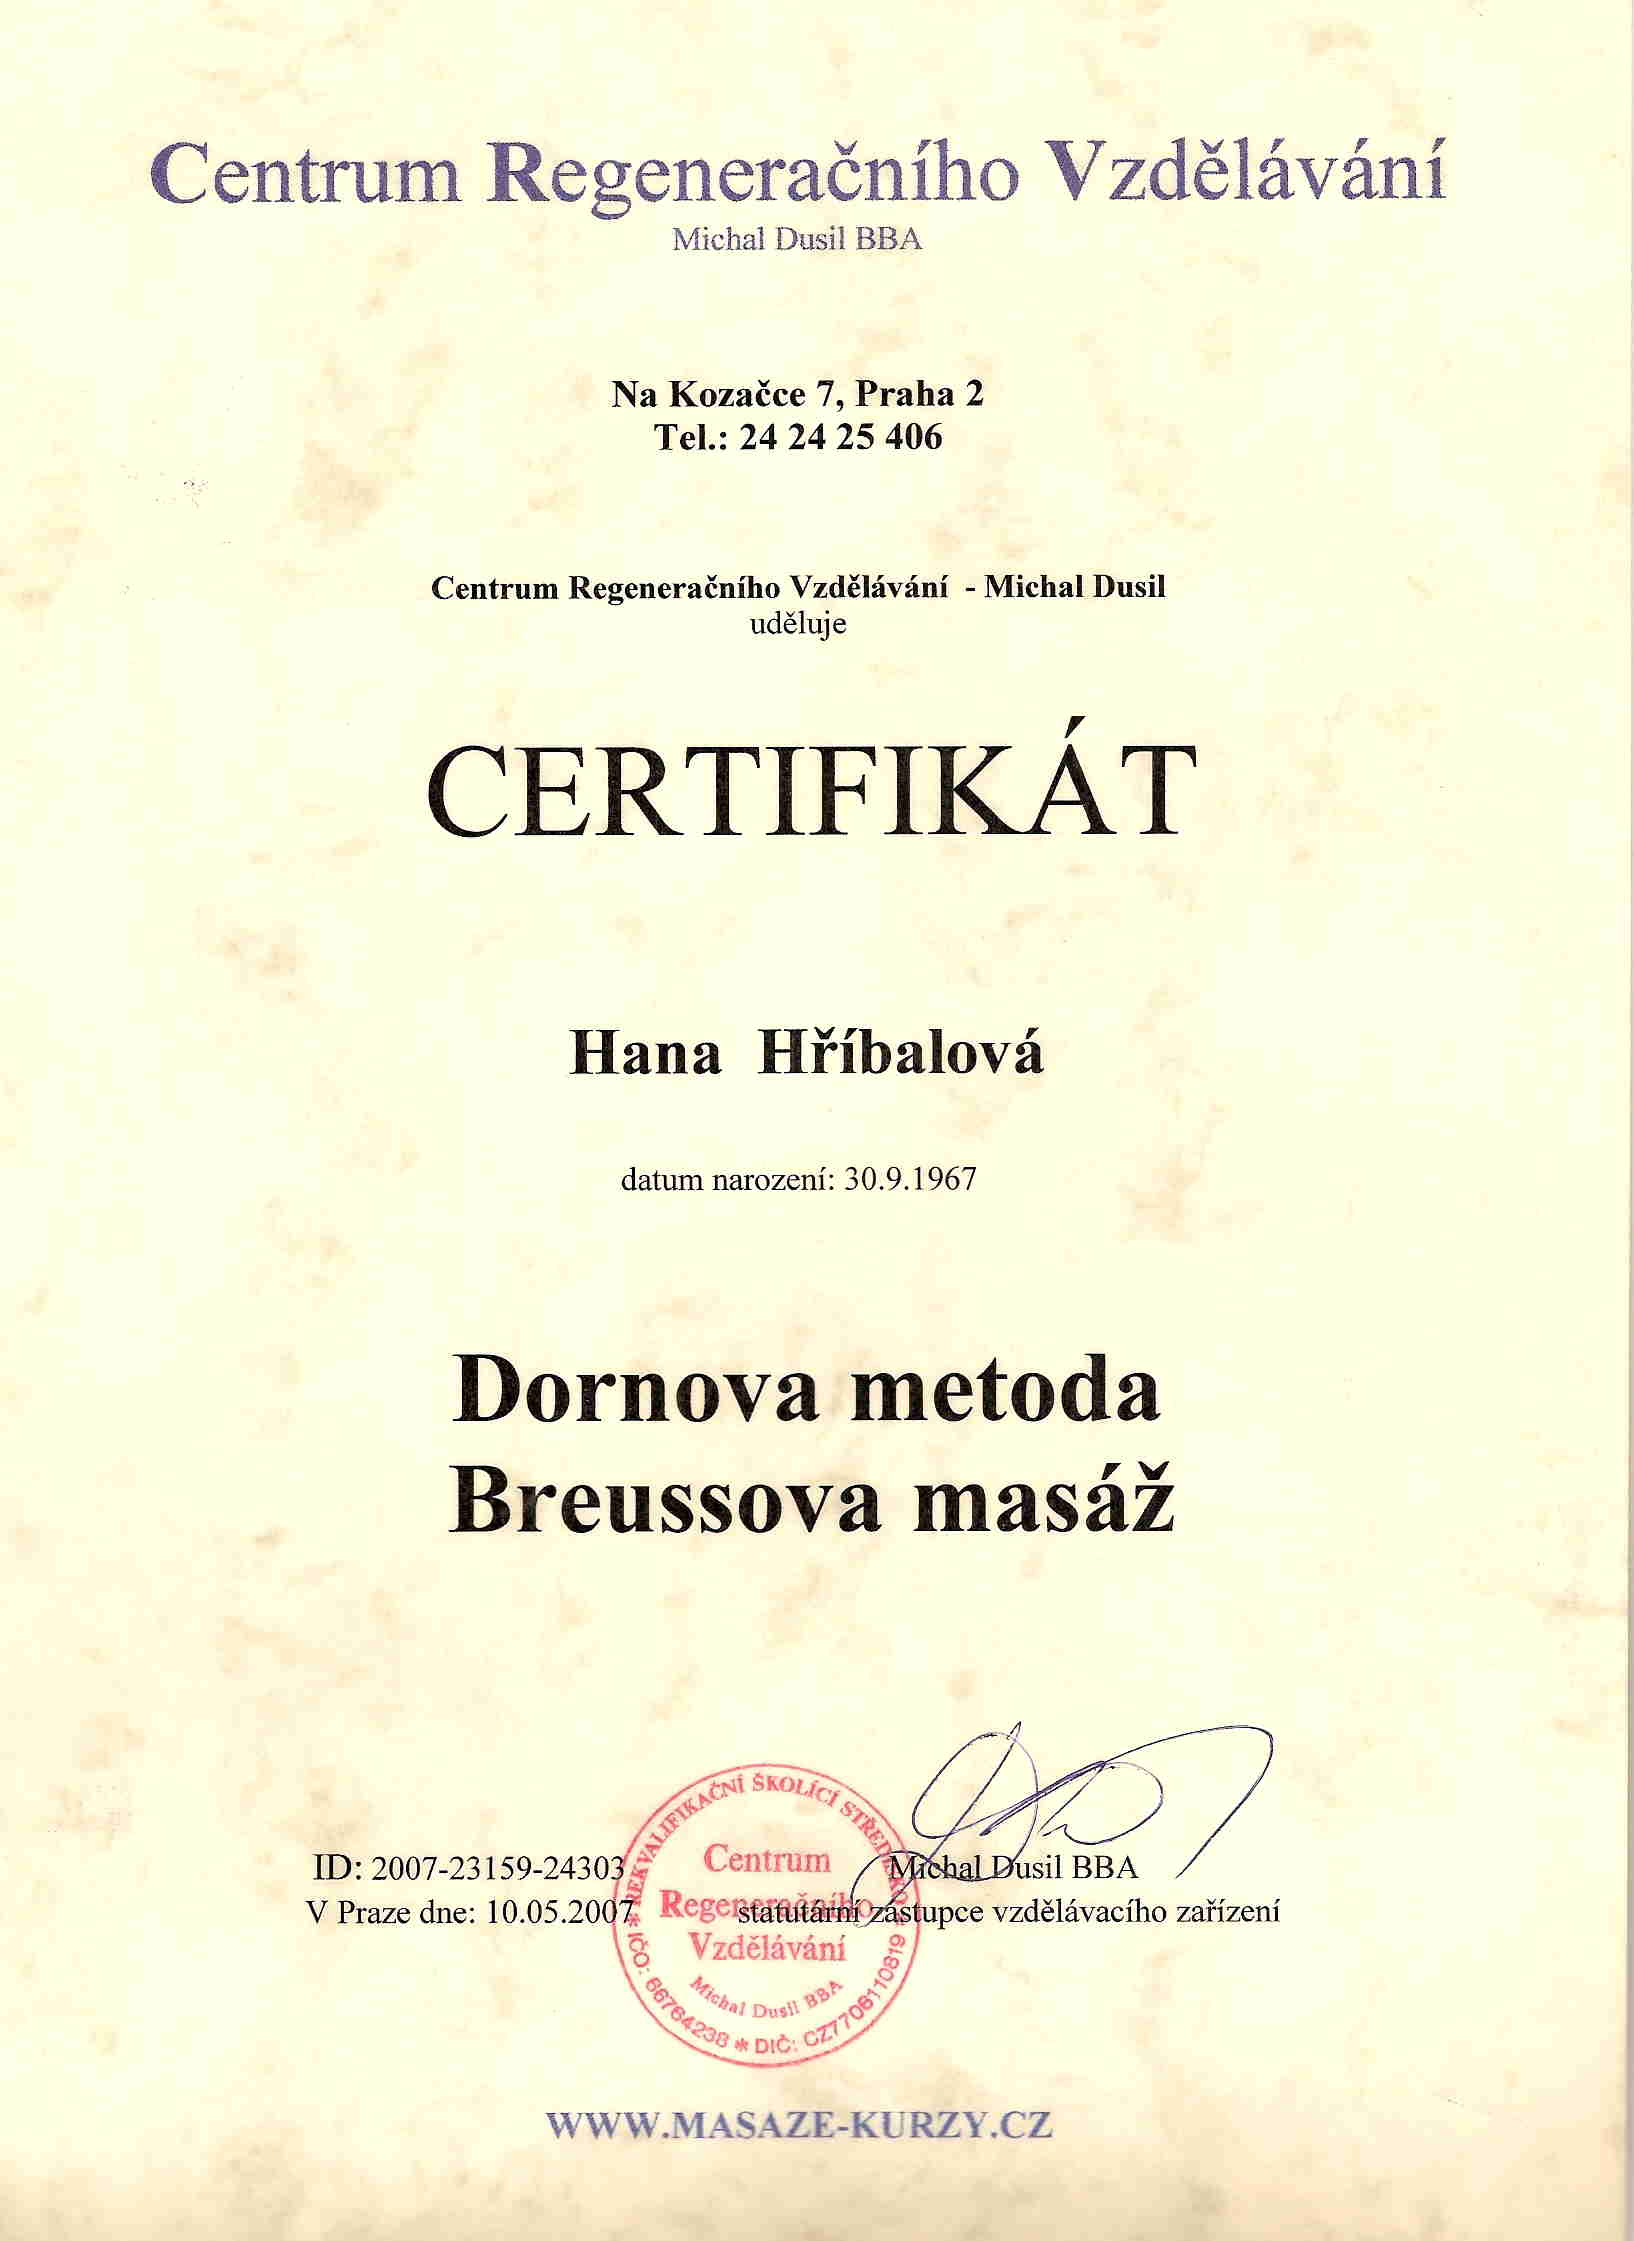 Centrum Regeneračního Vzdělávání
Michal Dusil BBA
Na Kozačce 7, Praha 2
Tel.: 24 24 25 406
Centrum Regeneračního Vzdělávání - Michal Dusil
uděluje
CERTIFIKÁT
Hana Hříbalová
datum narození: 30.9.1967
Dornova metoda
Breussova masáž
ID: 2007-23159-24303
V Praze dne: 10.05.2007
Michal Dusil BBA
statutární zástupce vzdělávacího zařízení
* REKVALIFIKAČNÍ ŠKOLÍCÍ STŘEDISKO *
Centrum
Regeneračního
Vzdělávání
Michal Dusil BBA
IČO: 66764238 * DIČ: CZ7706110819
WWW.MASAZE-KURZY.CZ